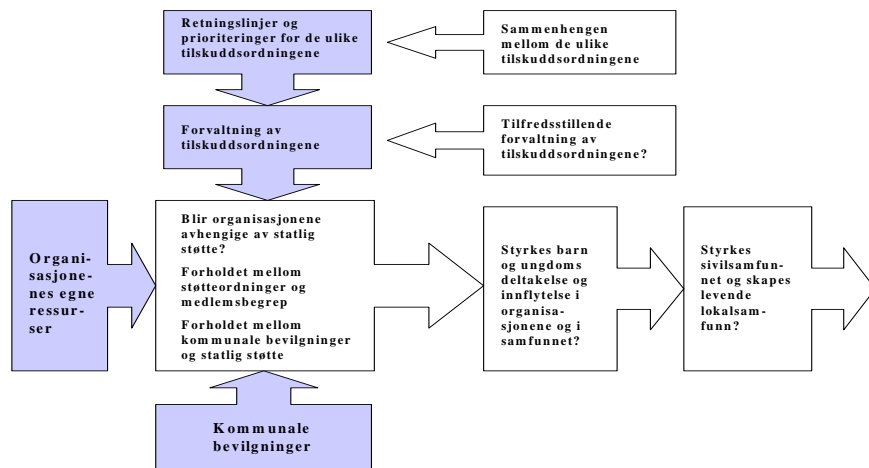 Retningslinjer og
prioriteringer for de ulike
tilskuddsordningene
Sammenhengen
mellom de ulike
tilskuddsordningene
Forvaltning av
tilskuddsordningene
Tilfredsstillende
forvaltning av
tilskuddsordningene?
Organi-
sasjone-
nes egne
ressur-
ser
Blir organisasjonene
avhengige av statlig
støtte?
Forholdet mellom
støtteordninger og
medlemsbegrep
Forholdet mellom
kommunale bevilgninger
og statlig støtte
Styrkes barn
og ungdoms
deltakelse og
innflytelse i
organisa-
sjonene og i
samfunnet?
Styrkes
sivilsamfun-
net og skapes
levende
lokalsam-
funn?
Kommunale
bevilgninger